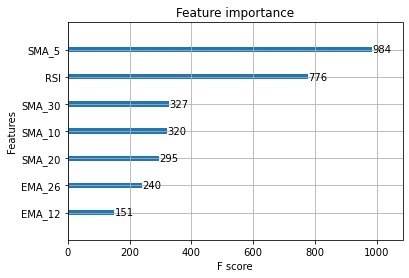 Feature importance
Features
SMA_5 984
RSI 776
SMA_30 327
SMA_10 320
SMA_20 295
EMA_26 240
EMA_12 151
0 200 400 600 800 1000
F score